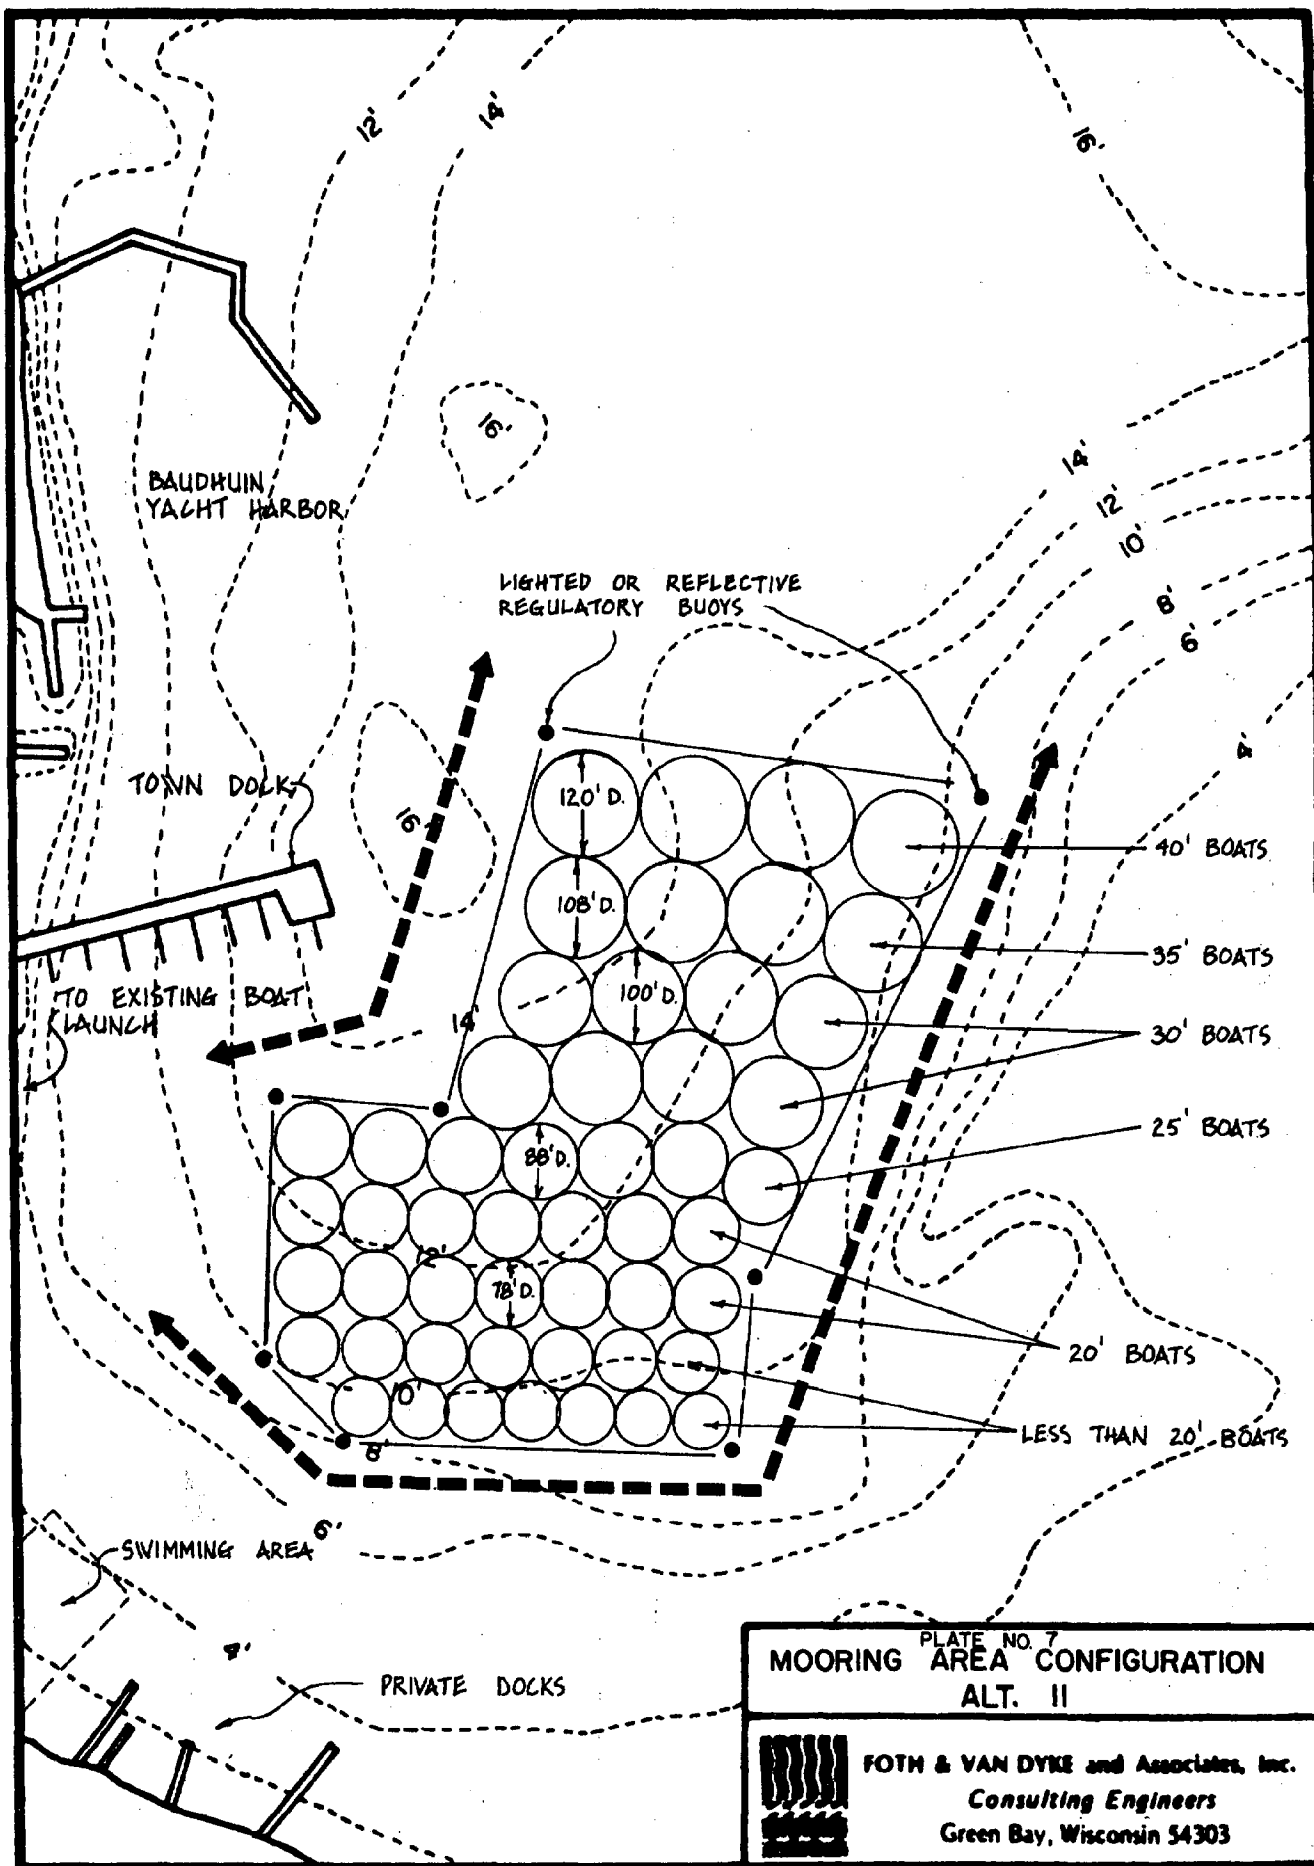 12'
14'
16'
16'
BAUDHUIN
YACHT HARBOR
14'
12'
10'
8'
6'
4'
LIGHTED OR REFLECTIVE
REGULATORY BUOYS
TOWN DOCK
16'
120' D.
40' BOATS
108' D.
35' BOATS
TO EXISTING BOAT
LAUNCH
100' D.
14'
30' BOATS
25' BOATS
88' D.
12'
78' D.
20' BOATS
10'
LESS THAN 20' BOATS
8'
6'
SWIMMING AREA
4'
PRIVATE DOCKS
PLATE NO. 7
MOORING AREA CONFIGURATION
ALT. II
FOTH & VAN DYKE and Associates, Inc.
Consulting Engineers
Green Bay, Wisconsin 54303